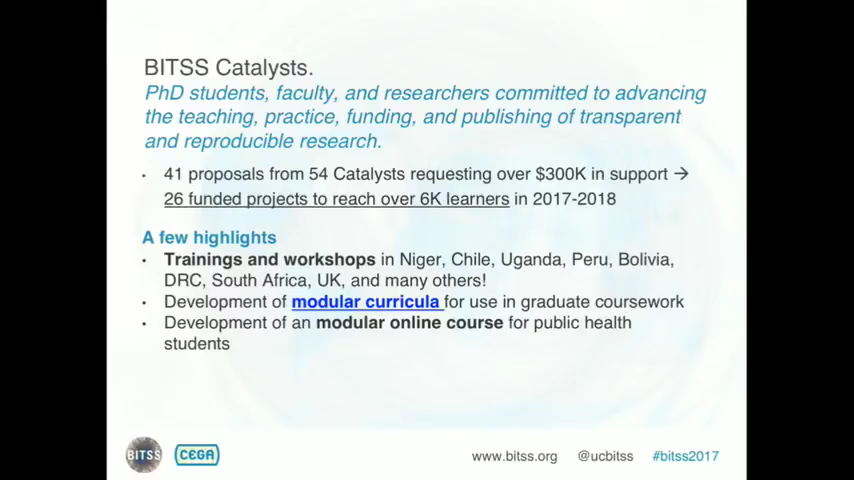 BITSS Catalysts.
PhD students, faculty, and researchers committed to advancing
the teaching, practice, funding, and publishing of transparent
and reproducible research.
• 41 proposals from 54 Catalysts requesting over $300K in support →
26 funded projects to reach over 6K learners in 2017-2018
A few highlights
• Trainings and workshops in Niger, Chile, Uganda, Peru, Bolivia,
DRC, South Africa, UK, and many others!
• Development of modular curricula for use in graduate coursework
• Development of an modular online course for public health
students
BITSS CEGA www.bitss.org @ucbitss #bitss2017